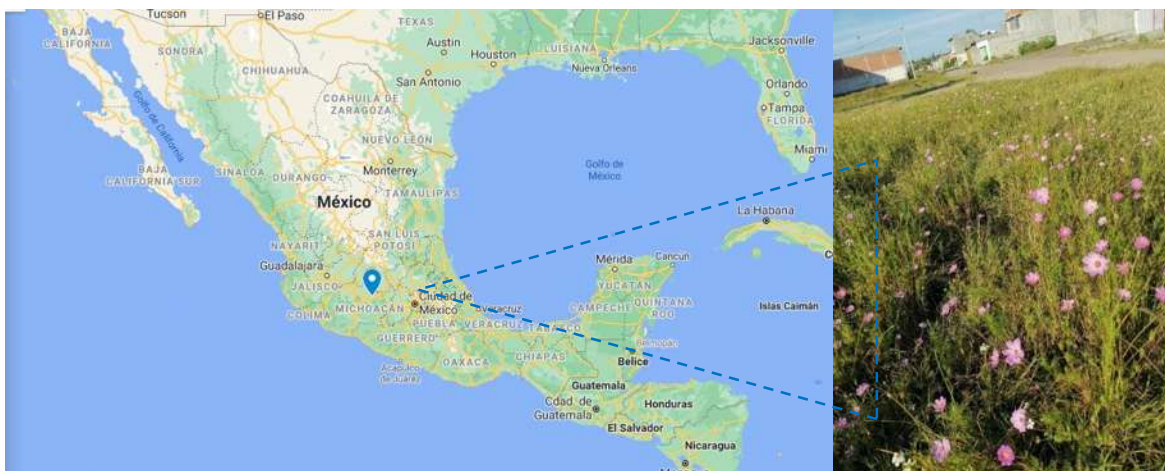 Tucson
El Paso
BAJA
CALIFORNIA
SONORA
CHIHUAHUA
TEXAS
Austin
Houston
San Antonio
LUISIANA
Nueva Orleans
Jacksonville
Orlando
Tampa
FLORIDA
Miami
COAHUILA DE
ZARAGOZA
Golfo de California
BAJA
CALIFORNIA SUR
SINALOA
DURANGO
NUEVO LEÓN
Monterrey
TAMAULIPAS
Golfo de
México
México
SAN LUIS
POTOSÍ
NAYARIT
Guadalajara
JALISCO
COLIMA
MICHOACÁN
Ciudad de
México
PUEBLA
VERACRUZ
Veracruz
GUERRERO
Acapulco
de Juárez
OAXACA
CHIAPAS
TABASCO
Mérida
Cancún
YUCATÁN
CAMPECHE
QUINTANA
ROO
La Habana
Islas Caimán
Belmopán
Belice
Guatemala
Cdad. de
Guatemala
Honduras
El Salvador
Nicaragua